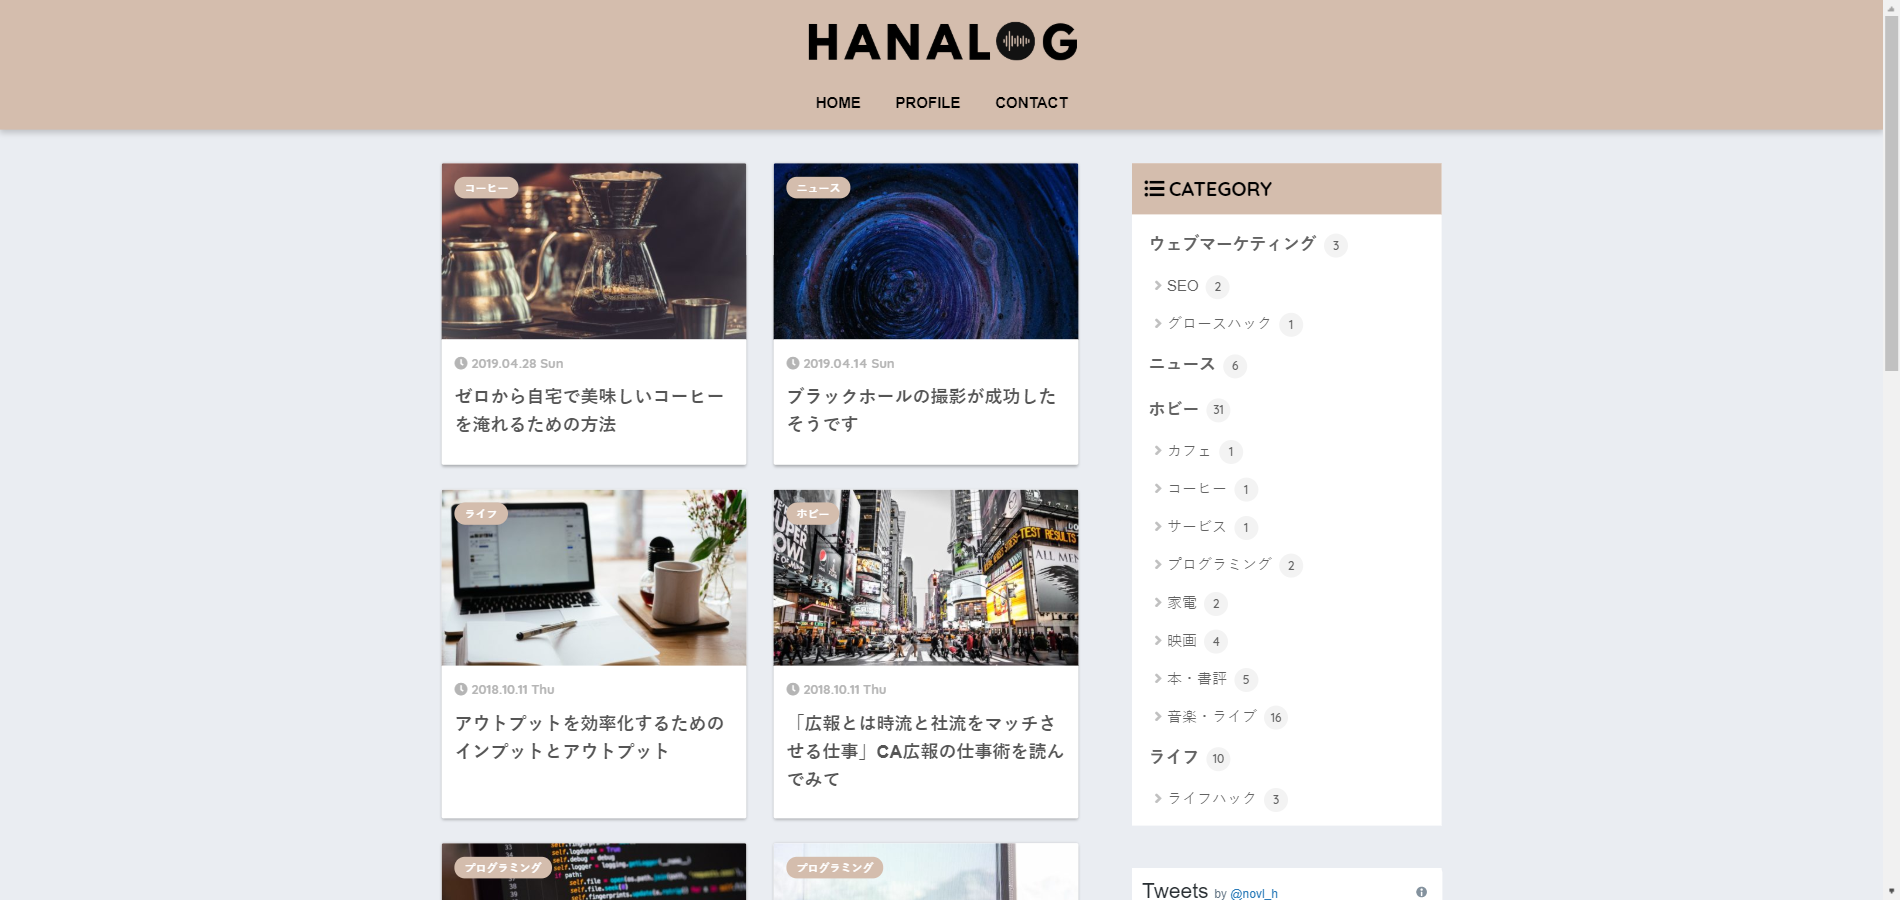 HANALOG
HOME PROFILE CONTACT
コーヒー
2019.04.28 Sun
ゼロから自宅で美味しいコーヒー
を淹れるための方法
ニュース
2019.04.14 Sun
ブラックホールの撮影が成功した
そうです
ライフ
2018.10.11 Thu
アウトプットを効率化するための
インプットとアウトプット
ホビー
SUPER
TEST RESULTS
ALL MEN
2018.10.11 Thu
「広報とは時流と社流をマッチさ
せる仕事」CA広報の仕事術を読ん
でみて
プログラミング
プログラミング
CATEGORY
ウェブマーケティング 3
SEO 2
グロースハック 1
ニュース 6
ホビー 31
カフェ 1
コーヒー 1
サービス 1
プログラミング 2
家電 2
映画 4
本・書評 5
音楽・ライブ 16
ライフ 10
ライフハック 3
Tweets by @novl_h